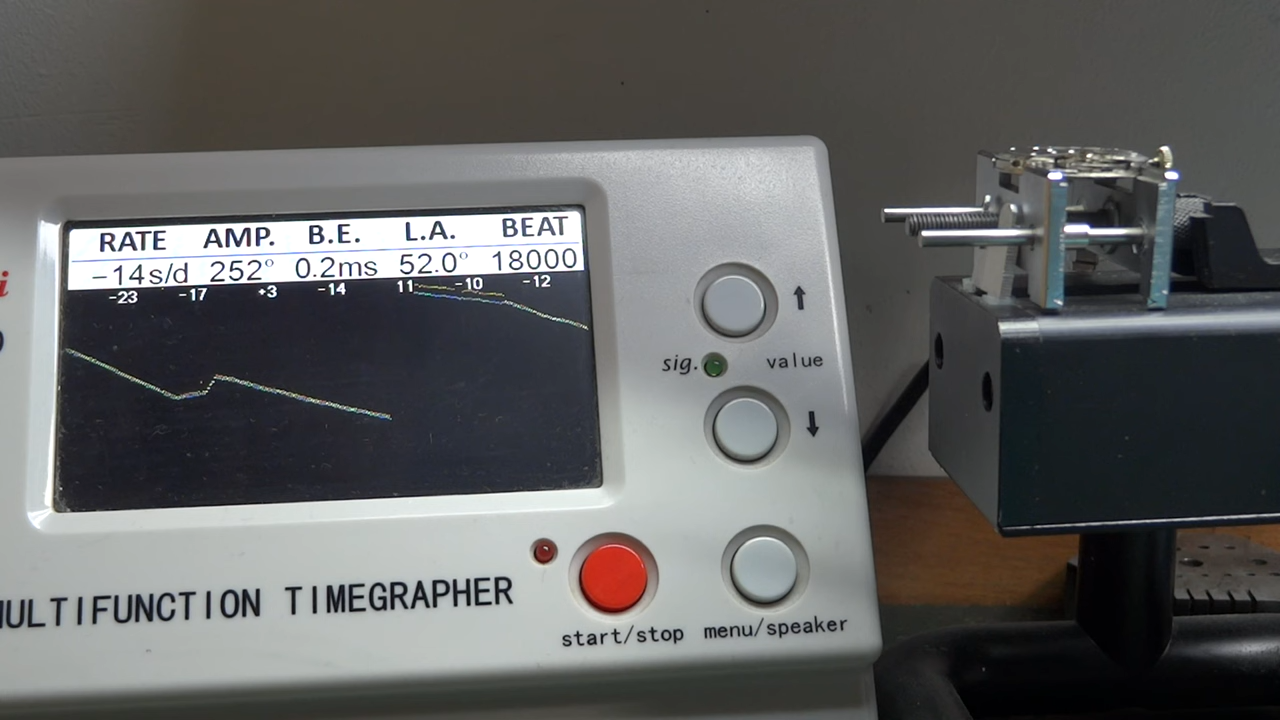 RATE AMP. B.E. L.A. BEAT
-14s/d 252° 0.2ms 52.0° 18000
-23 -17 +3 -14 11 -10 -12
sig. value
MULTIFUNCTION TIMEGRAPHER
start/stop menu/speaker